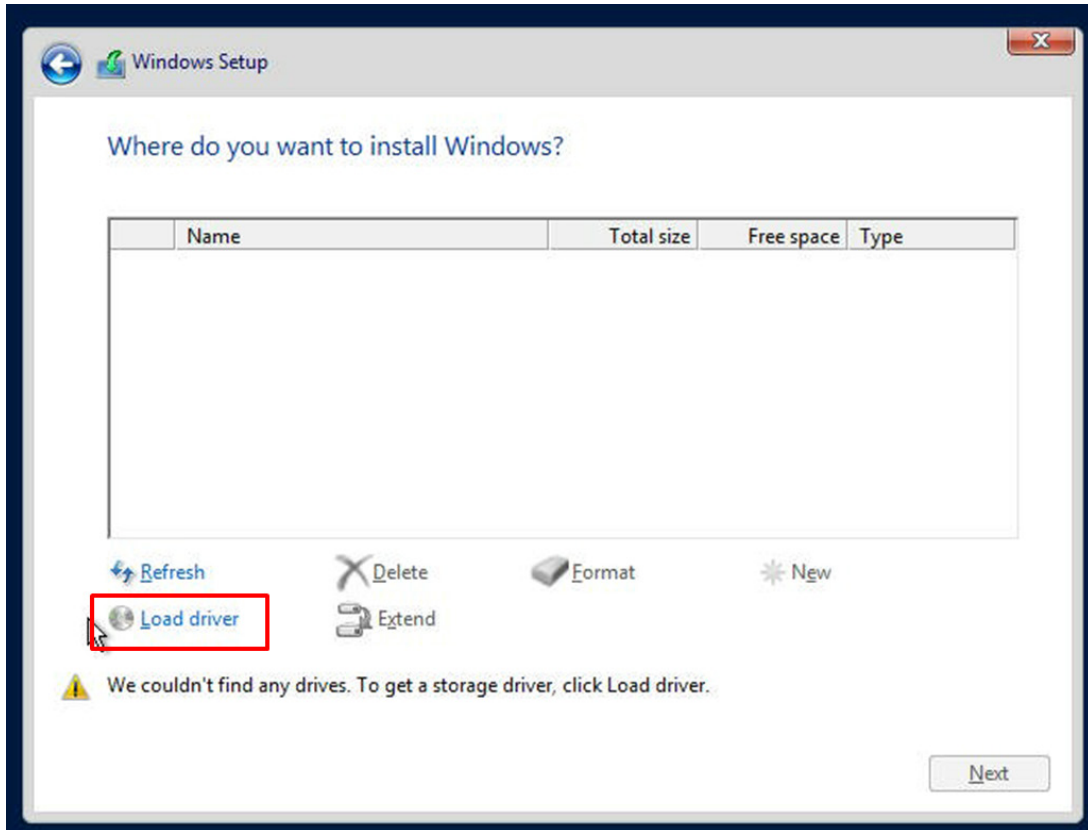 Windows Setup
Where do you want to install Windows?
Name Total size Free space Type
Refresh Delete Format New
Load driver Extend
We couldn't find any drives. To get a storage driver, click Load driver.
Next